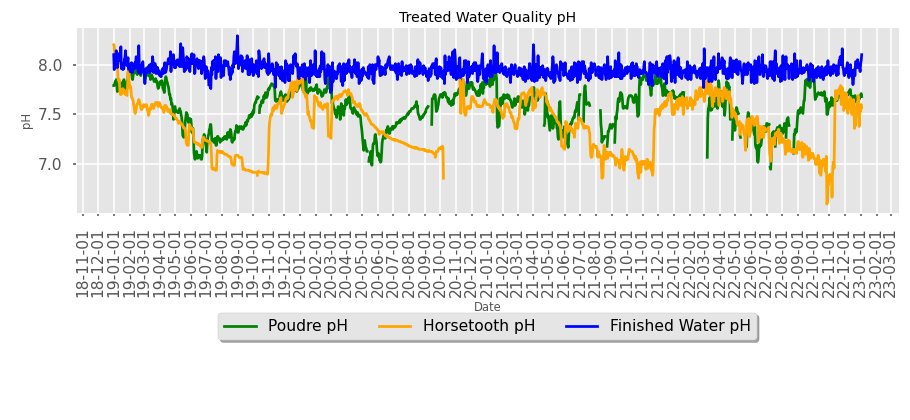 Treated Water Quality pH
8.0
7.5
pH
7.0
18-11-01 18-12-01 19-01-01 19-02-01 19-03-01 19-04-01 19-05-01 19-06-01 19-07-01 19-08-01 19-09-01 19-10-01 19-11-01 19-12-01 20-01-01 20-02-01 20-03-01 20-04-01 20-05-01 20-06-01 20-07-01 20-08-01 20-09-01 20-10-01 20-11-01 20-12-01 21-01-01 21-02-01 21-03-01 21-04-01 21-05-01 21-06-01 21-07-01 21-08-01 21-09-01 21-10-01 21-11-01 21-12-01 22-01-01 22-02-01 22-03-01 22-04-01 22-05-01 22-06-01 22-07-01 22-08-01 22-09-01 22-10-01 22-11-01 22-12-01 23-01-01 23-02-01 23-03-01
Date
Poudre pH Horsetooth pH Finished Water pH